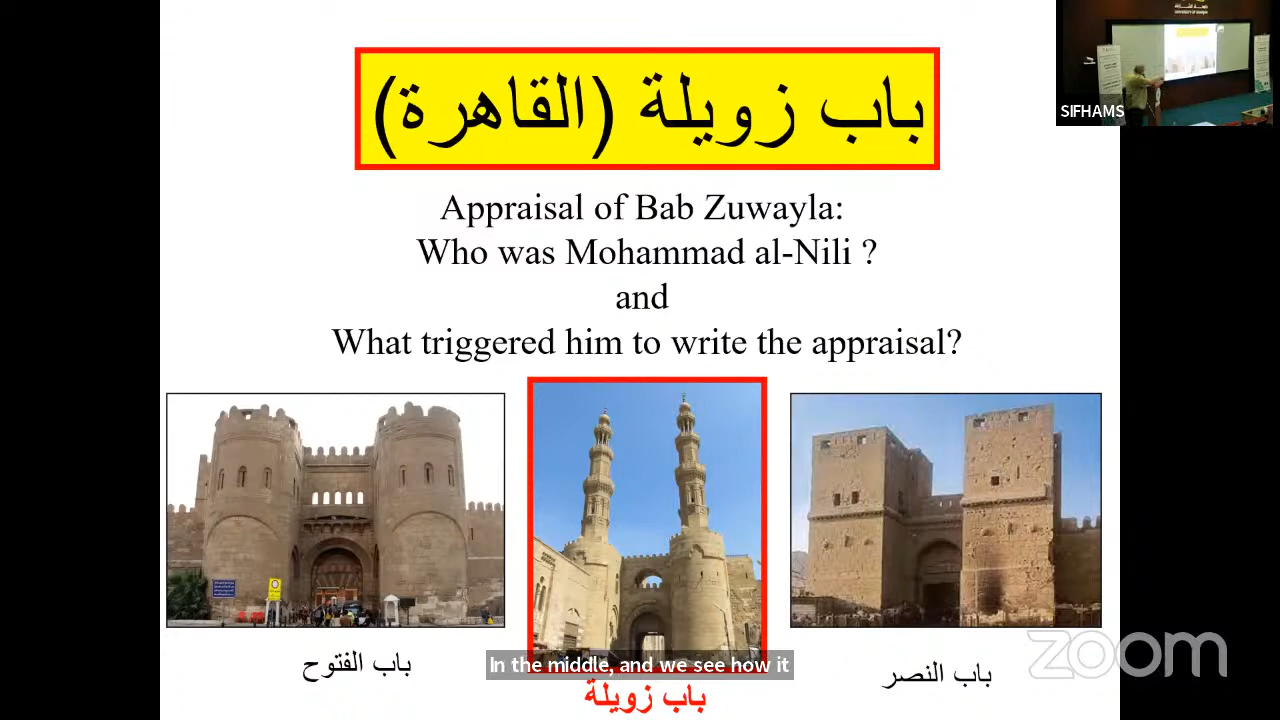 باب زويلة (القاهرة)
Appraisal of Bab Zuwayla:
Who was Mohammad al-Nili ?
and
What triggered him to write the appraisal?
باب الفتوح
باب زويلة
باب النصر
In the middle, and we see how it
SIFHAMS
zoom